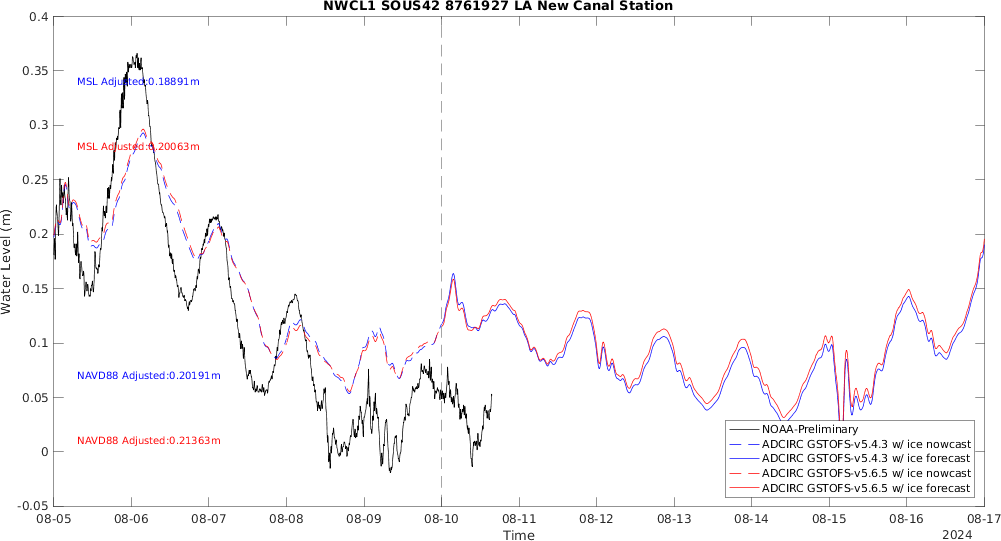 NWCL1 SOUS42 8761927 LA New Canal Station
0.4
0.35
0.3
0.25
0.2
0.15
0.1
0.05
0
-0.05
Water Level (m)
MSL Adjusted:0.18891m
MSL Adjusted:0.20063m
NAVD88 Adjusted:0.20191m
NAVD88 Adjusted:0.21363m
NOAA-Preliminary
ADCIRC GSTOFS-v5.4.3 w/ ice nowcast
ADCIRC GSTOFS-v5.4.3 w/ ice forecast
ADCIRC GSTOFS-v5.6.5 w/ ice nowcast
ADCIRC GSTOFS-v5.6.5 w/ ice forecast
08-05 08-06 08-07 08-08 08-09 08-10 08-11 08-12 08-13 08-14 08-15 08-16 08-17
Time
2024